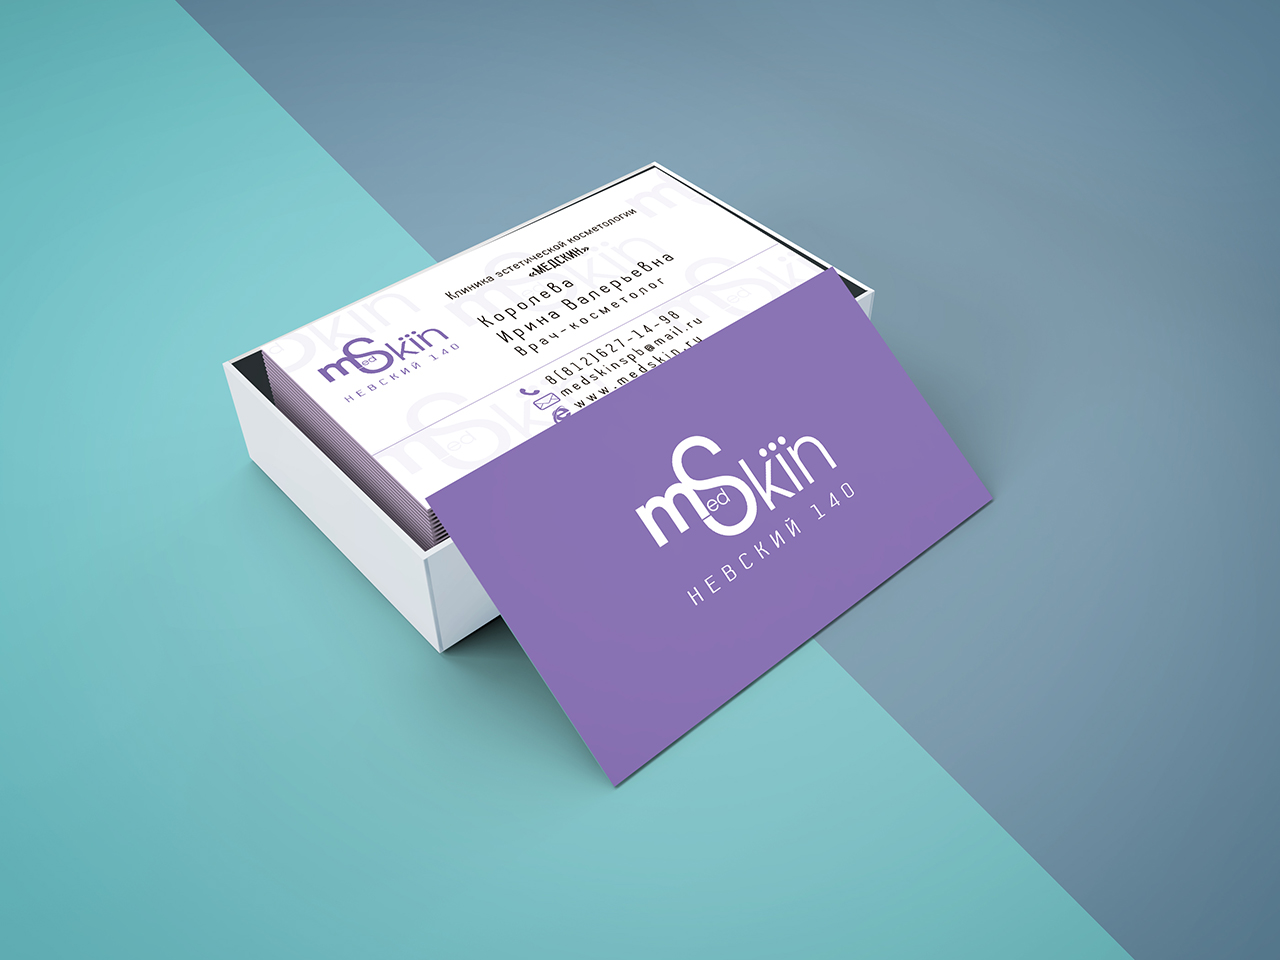 Клиника эстетической косметологии
«МЕДСКИН»
Королева
Ирина Валерьевна
Врач-косметолог
mSkin
ed
НЕВСКИЙ 140
8(812)627-14-98
medskinspb@mail.ru
www.medskin.ru
mSkin
ed
НЕВСКИЙ 140